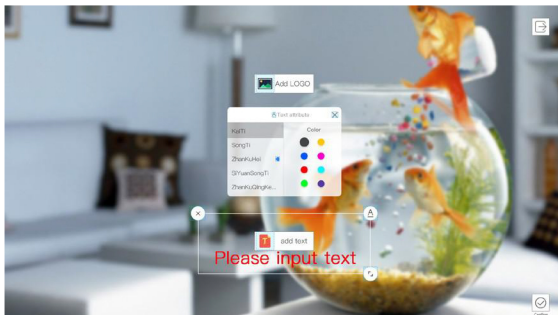 Add LOGO
Text attribute
KaiTi
Color
SongTi
ZhanKuHei
SiYuanSongTi
ZhanKuQingKe...
add text
Please input text